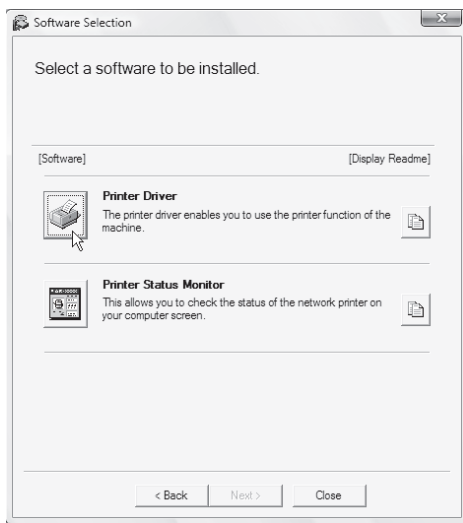 Software Selection
Select a software to be installed.
[Software] [Display Readme]
Printer Driver
The printer driver enables you to use the printer function of the
machine.
Printer Status Monitor
This allows you to check the status of the network printer on
your computer screen.
< Back Next > Close